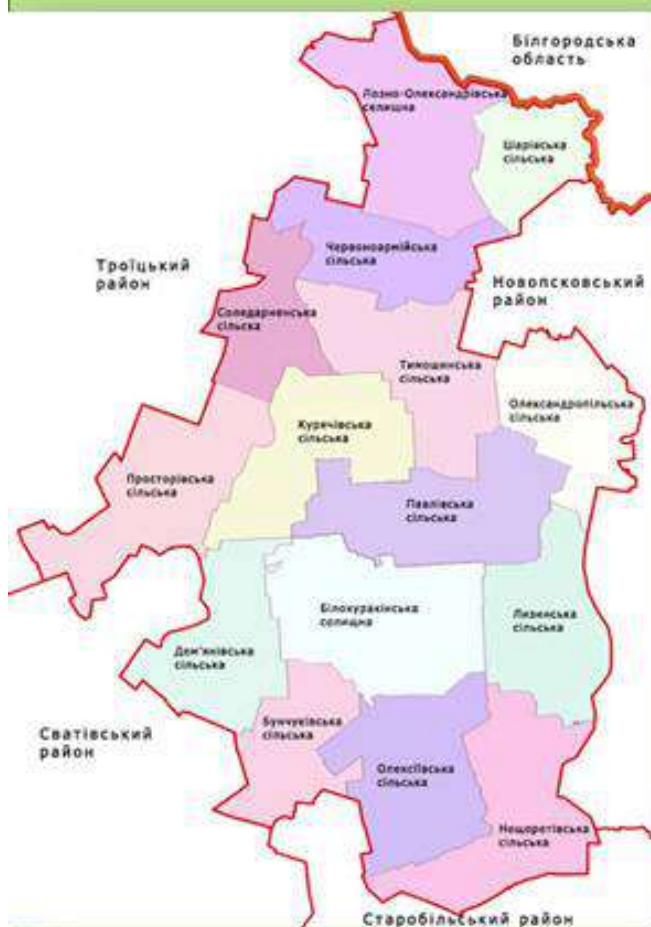 Білгородська
область
Лозно-Олександрівська
селищна
Шарівська
сільська
Червоноармійська
сільська
Троїцький
район
Новопсковський
район
Солідарненська
сільська
Тимошинська
сільська
Олександропільська
сільська
Курячівська
сільська
Просторівська
сільська
Павлівська
сільська
Білокуракинська
селищна
Лизинська
сільська
Дем'янівська
сільська
Бунчуківська
сільська
Сватівський
район
Олексіївська
сільська
Нещеретівська
сільська
Старобільський район